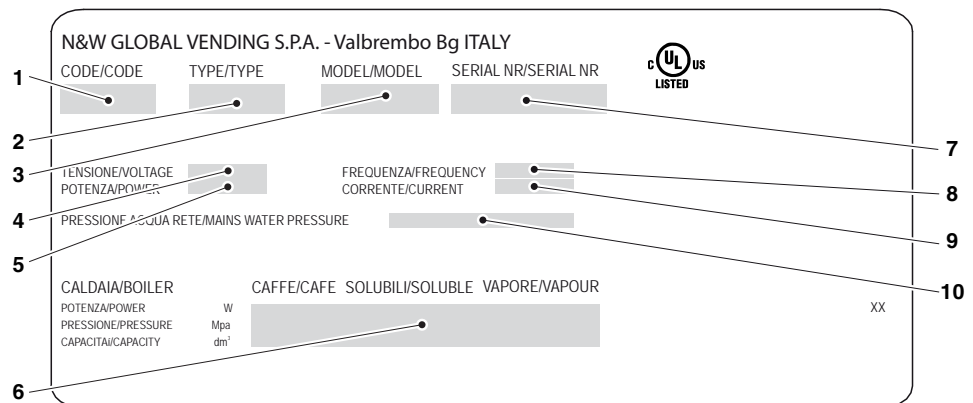 N&W GLOBAL VENDING S.P.A. - Valbrembo Bg ITALY
C UL US
LISTED
CODE/CODE TYPE/TYPE MODEL/MODEL SERIAL NR/SERIAL NR
1
2
3
7
TENSIONE/VOLTAGE FREQUENZA/FREQUENCY
8
POTENZA/POWER CORRENTE/CURRENT
4
PRESSIONE ACQUA RETE/MAINS WATER PRESSURE
9
5
CALDAIA/BOILER CAFFE/CAFE SOLUBILI/SOLUBLE VAPORE/VAPOUR
10
POTENZA/POWER W XX
PRESSIONE/PRESSURE Mpa
CAPACITAi/CAPACITY dm³
6